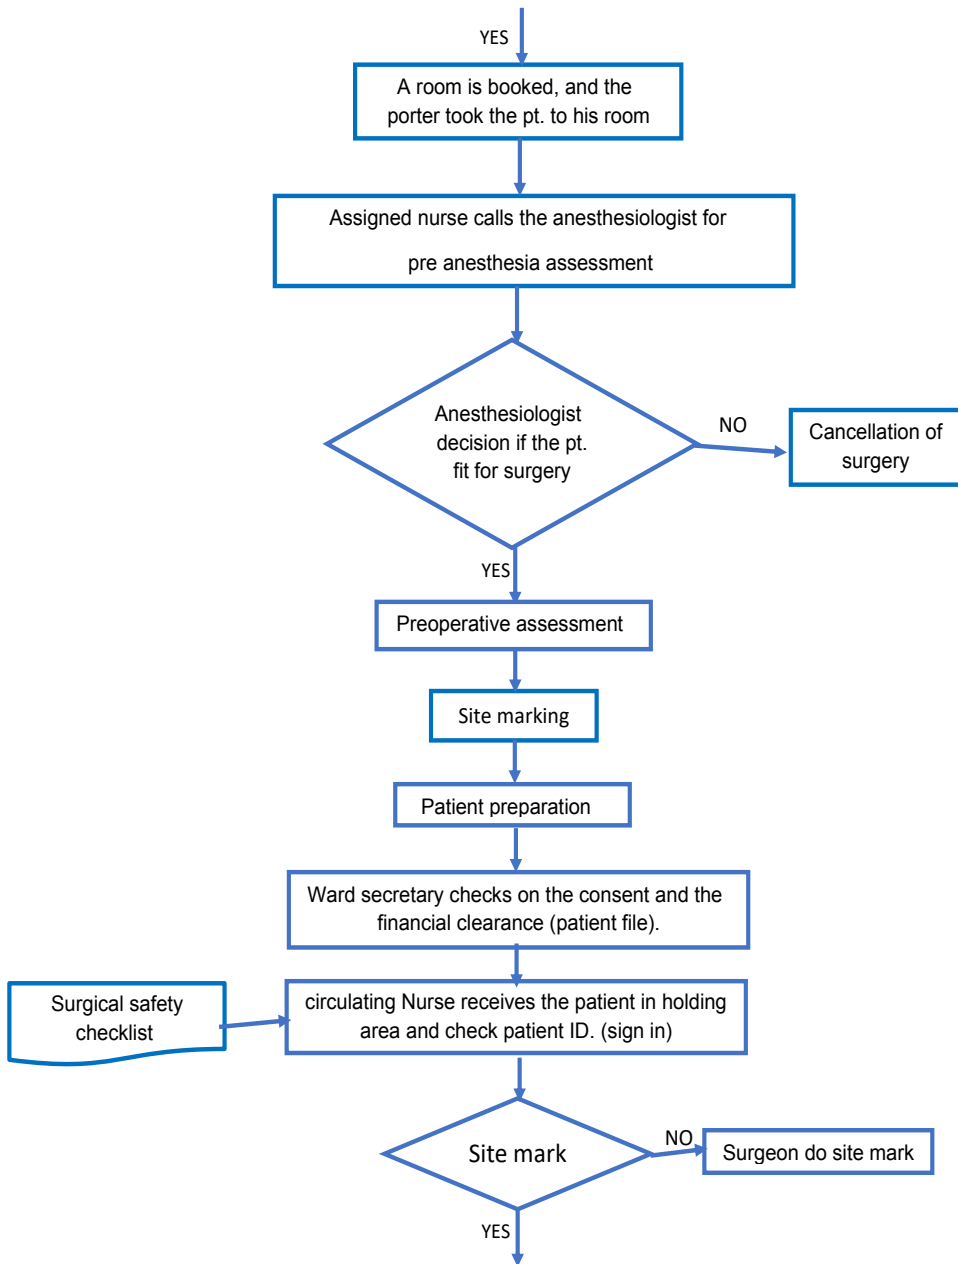 YES
A room is booked, and the
porter took the pt. to his room
Assigned nurse calls the anesthesiologist for
pre anesthesia assessment
Anesthesiologist
decision if the pt.
fit for surgery
NO
Cancellation of
surgery
YES
Preoperative assessment
Site marking
Patient preparation
Ward secretary checks on the consent and the
financial clearance (patient file).
Surgical safety
checklist
circulating Nurse receives the patient in holding
area and check patient ID. (sign in)
Site mark
NO
Surgeon do site mark
YES